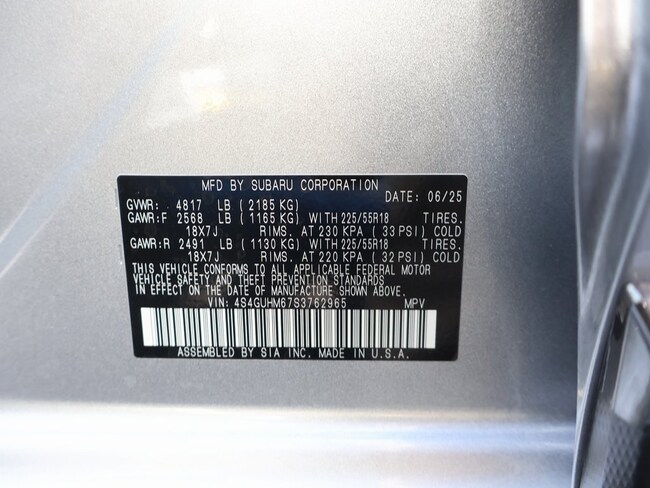 MFD BY SUBARU CORPORATION
DATE: 06/25
GVWR: 4817 LB (2185 KG)
GAWR:F 2568 LB (1165 KG) WITH 225/55R18 TIRES.
18X7J RIMS. AT 230 KPA (33 PSI) COLD
GAWR:R 2491 LB (1130 KG) WITH 225/55R18 TIRES.
18X7J RIMS. AT 220 KPA (32 PSI) COLD
THIS VEHICLE CONFORMS TO ALL APPLICABLE FEDERAL MOTOR
VEHICLE SAFETY AND THEFT PREVENTION STANDARDS
IN EFFECT ON THE DATE OF MANUFACTURE SHOWN ABOVE.
VIN: 4S4GUHM67S3762965 MPV
ASSEMBLED BY SIA INC. MADE IN U.S.A.